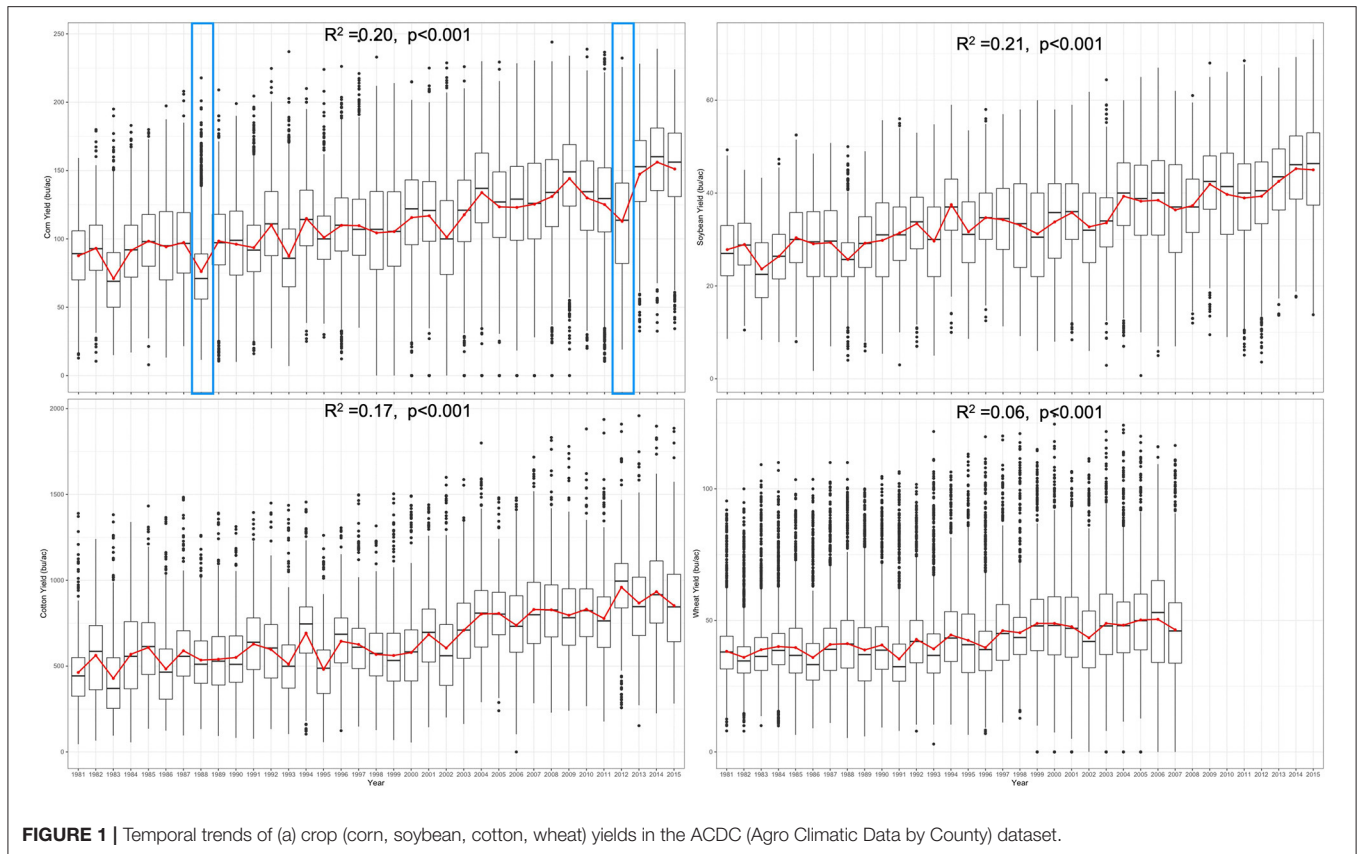 R² =0.20, p<0.001
Corn Yield (bu/ac)
250
200
150
100
50
0
R² =0.21, p<0.001
Soybean Yield (bu/ac)
60
40
20
0
R² =0.17, p<0.001
Cotton Yield (bu/ac)
2000
1500
1000
500
0
1981 1982 1983 1984 1985 1986 1987 1988 1989 1990 1991 1992 1993 1994 1995 1996 1997 1998 1999 2000 2001 2002 2003 2004 2005 2006 2007 2008 2009 2010 2011 2012 2013 2014 2015
Year
R² =0.06, p<0.001
Wheat Yield (bu/ac)
100
50
0
1981 1982 1983 1984 1985 1986 1987 1988 1989 1990 1991 1992 1993 1994 1995 1996 1997 1998 1999 2000 2001 2002 2003 2004 2005 2006 2007 2008 2009 2010 2011 2012 2013 2014 2015
Year
FIGURE 1 | Temporal trends of (a) crop (corn, soybean, cotton, wheat) yields in the ACDC (Agro Climatic Data by County) dataset.